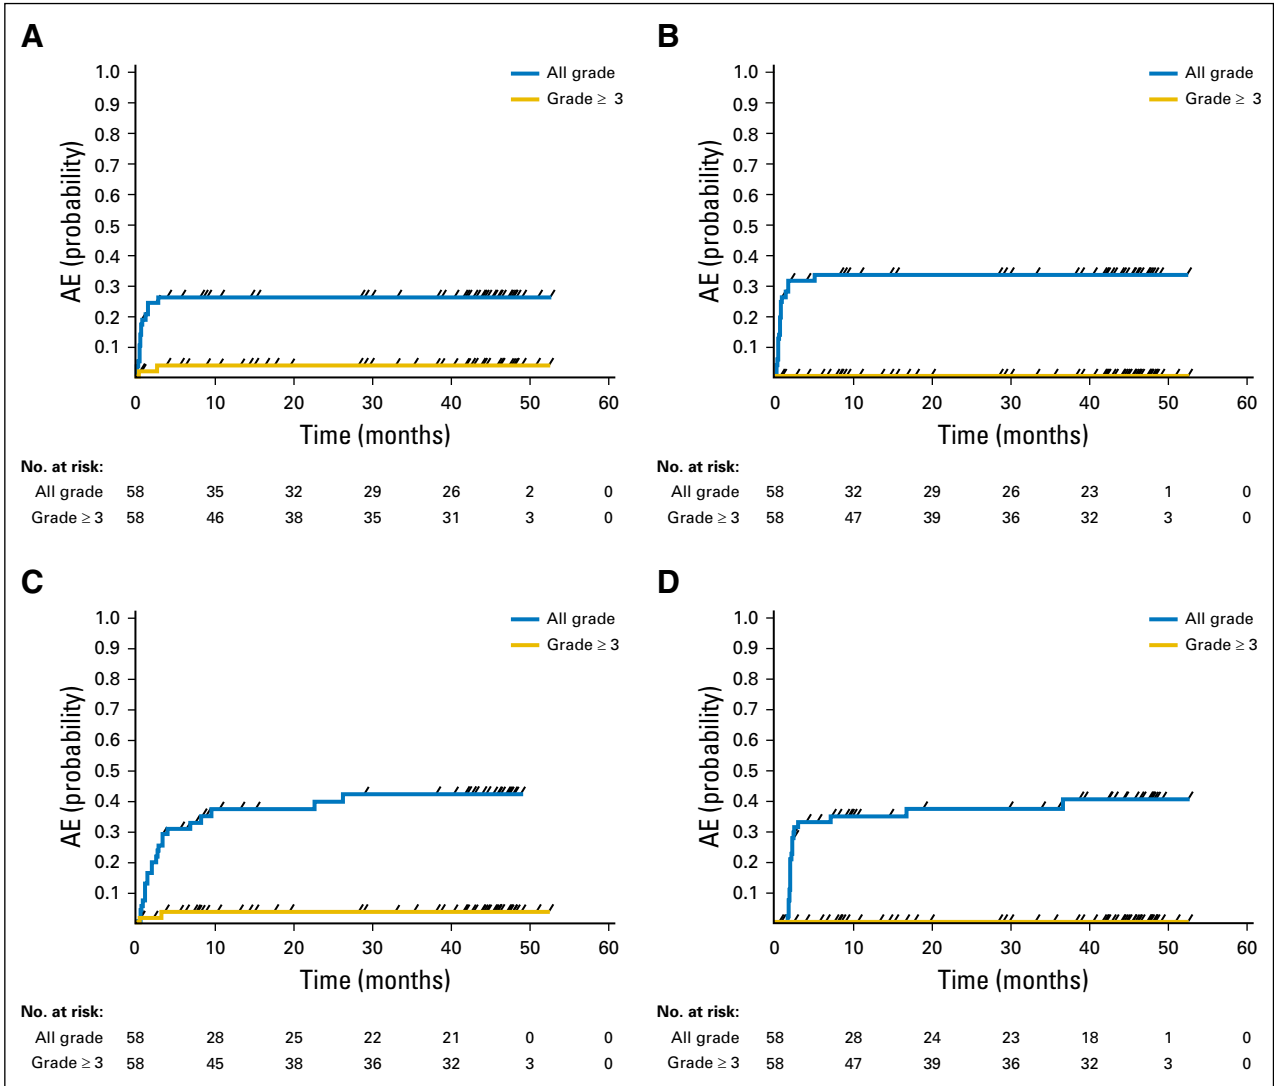 A
All grade
Grade ≥ 3
1.0
0.9
0.8
0.7
0.6
0.5
0.4
0.3
0.2
0.1
AE (probability)
0 10 20 30 40 50 60
Time (months)
No. at risk:
All grade 58 35 32 29 26 2 0
Grade ≥ 3 58 46 38 35 31 3 0
B
All grade
Grade ≥ 3
1.0
0.9
0.8
0.7
0.6
0.5
0.4
0.3
0.2
0.1
AE (probability)
0 10 20 30 40 50 60
Time (months)
No. at risk:
All grade 58 32 29 26 23 1 0
Grade ≥ 3 58 47 39 36 32 3 0
C
All grade
Grade ≥ 3
1.0
0.9
0.8
0.7
0.6
0.5
0.4
0.3
0.2
0.1
AE (probability)
0 10 20 30 40 50 60
Time (months)
No. at risk:
All grade 58 28 25 22 21 0 0
Grade ≥ 3 58 45 38 36 32 3 0
D
All grade
Grade ≥ 3
1.0
0.9
0.8
0.7
0.6
0.5
0.4
0.3
0.2
0.1
AE (probability)
0 10 20 30 40 50 60
Time (months)
No. at risk:
All grade 58 28 24 23 18 1 0
Grade ≥ 3 58 47 39 36 32 3 0